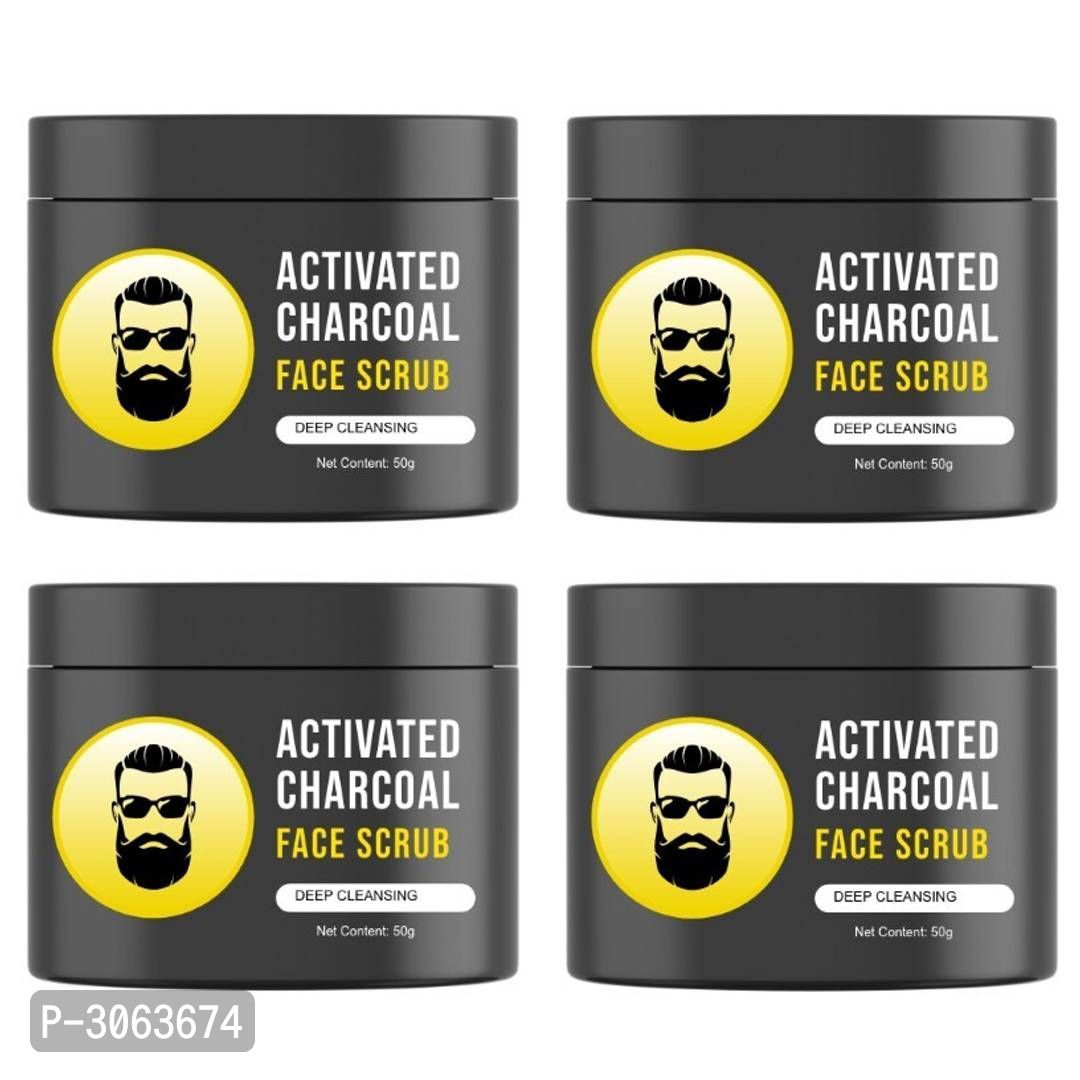 ACTIVATED
CHARCOAL
FACE SCRUB
DEEP CLEANSING
Net Content: 50g
ACTIVATED
CHARCOAL
FACE SCRUB
DEEP CLEANSING
Net Content: 50g
ACTIVATED
CHARCOAL
FACE SCRUB
DEEP CLEANSING
Net Content: 50g
ACTIVATED
CHARCOAL
FACE SCRUB
DEEP CLEANSING
Net Content: 50g
P-3063674